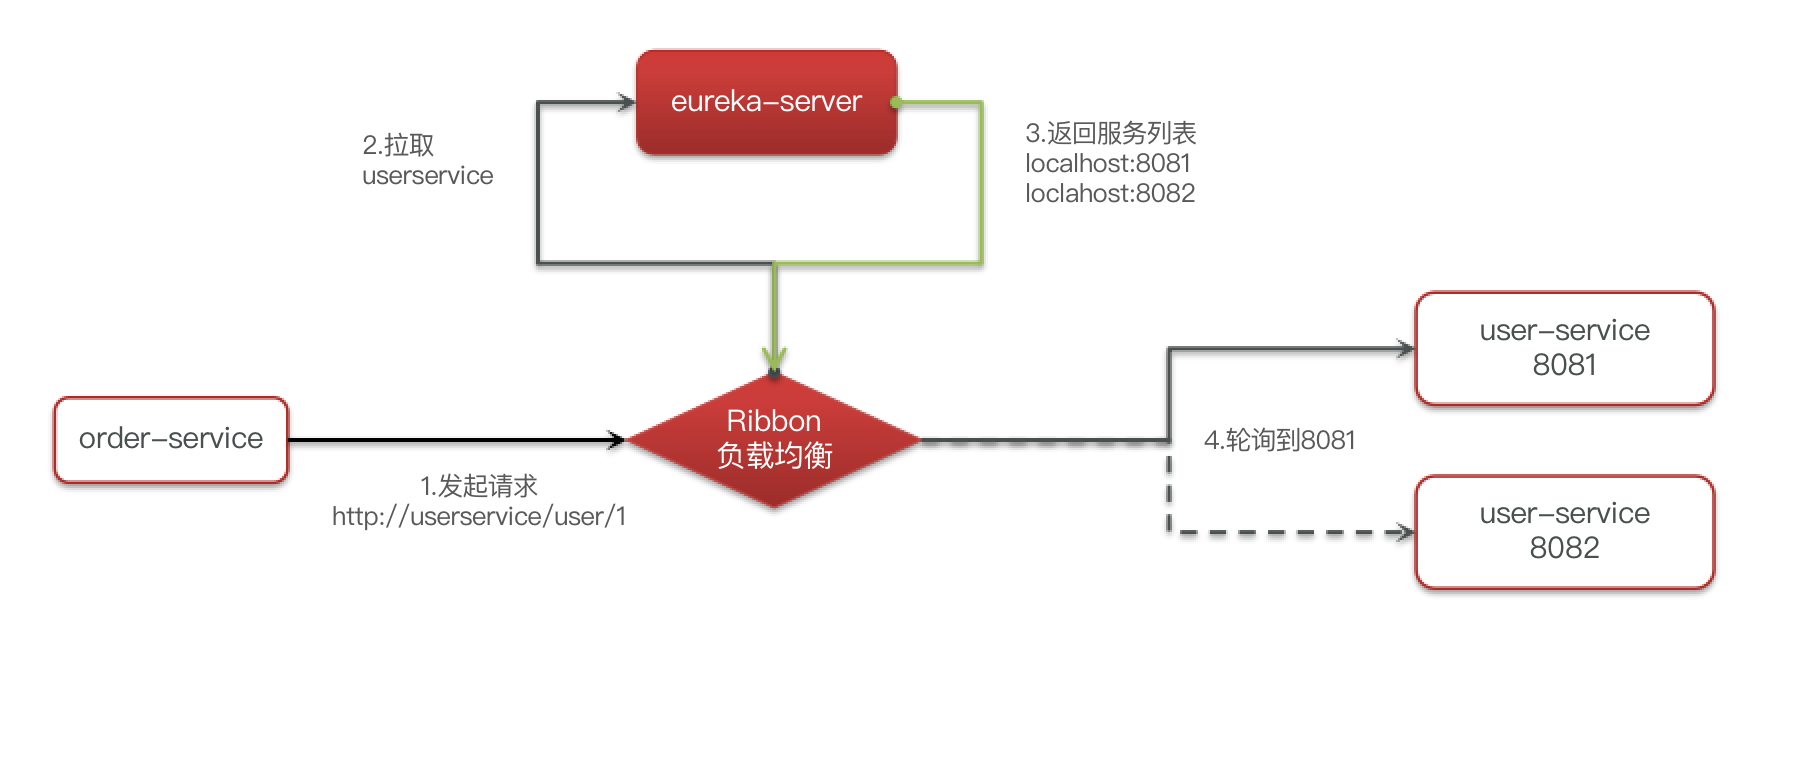 eureka-server
2.拉取
userservice
3.返回服务列表
localhost:8081
loclahost:8082
order-service
1.发起请求
http://userservice/user/1
Ribbon
负载均衡
4.轮询到8081
user-service
8081
user-service
8082